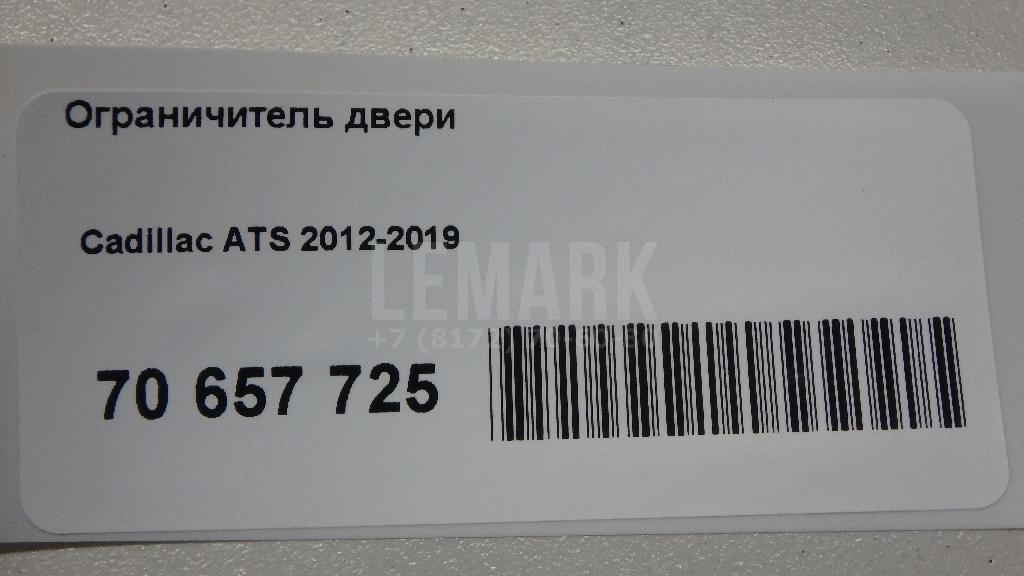 Ограничитель двери
Cadillac ATS 2012-2019
LEMARK
70 657 725